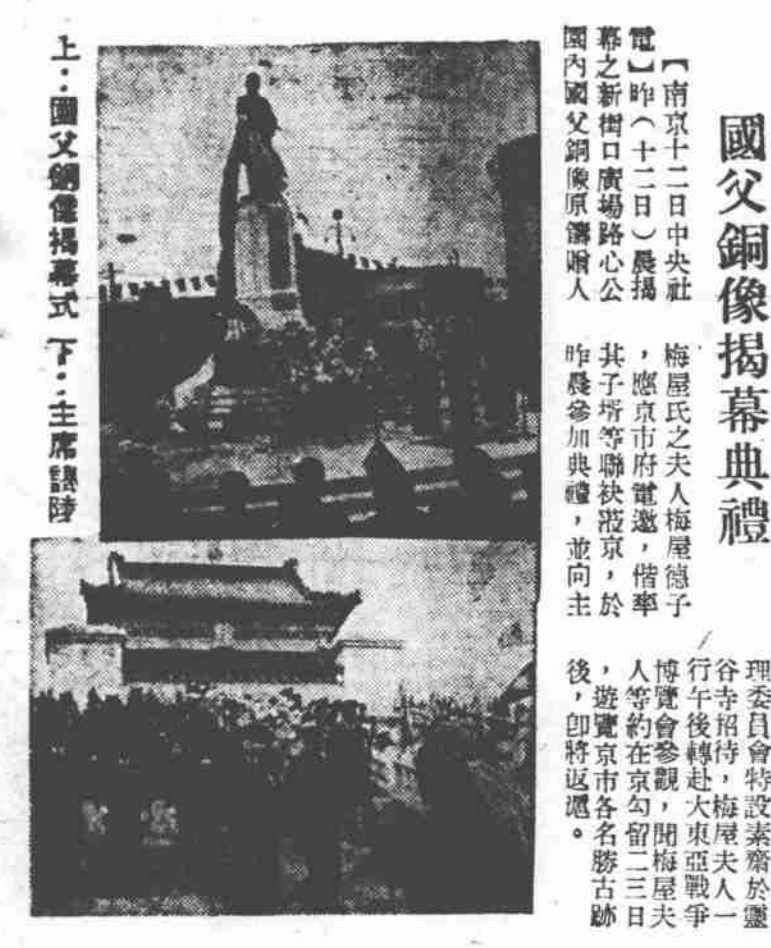 國父銅像揭幕典禮
【南京十二日中央社
電】昨(十二日)晨揭
幕之新街口廣場路心公
園內國父銅像原鑄贈人
梅屋氏之夫人梅屋德子
,應京市府電邀,偕率
其子壻等聯袂蒞京,於
昨晨參加典禮,並向主
理委員會特設素齋於靈
谷寺招待,梅屋夫人一
行午後轉赴大東亞戰爭
博覽會參觀,聞梅屋夫
人等約在京勾留二三日
,遊覽京市各名勝古跡
後,卽將返滬。
上:國父銅像揭幕式 下:主席謁陵